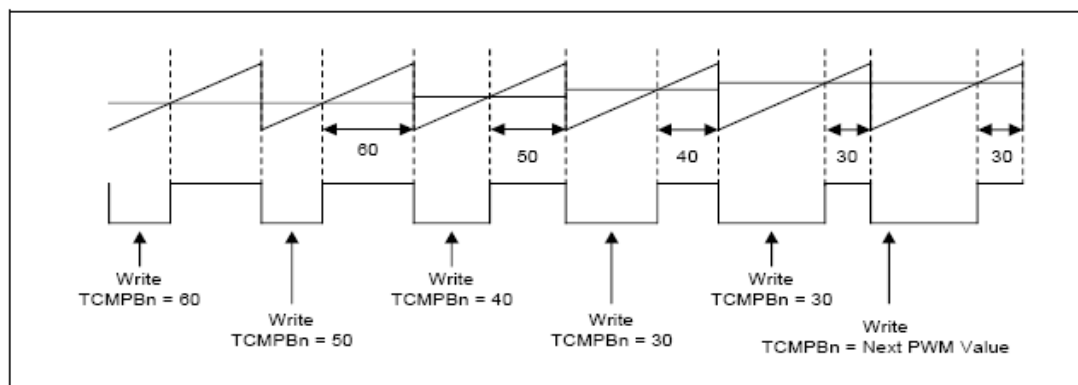 60
50
40
30
30
Write
TCMPBn = 60
Write
TCMPBn = 50
Write
TCMPBn = 40
Write
TCMPBn = 30
Write
TCMPBn = 30
Write
TCMPBn = Next PWM Value